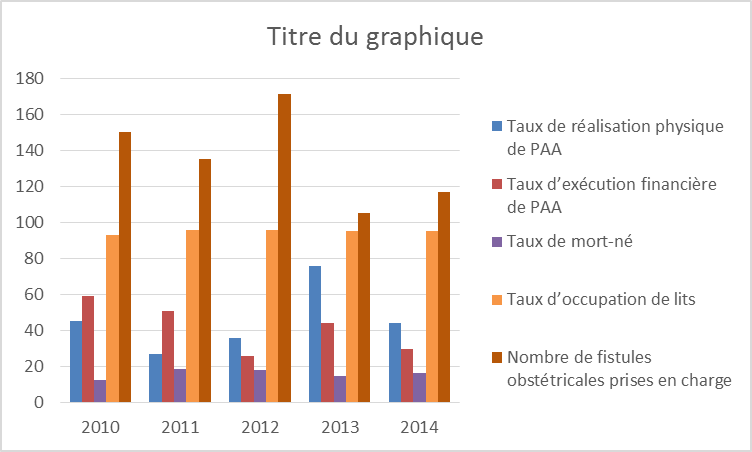 Titre du graphique
180
160
140
120
100
80
60
40
20
0
2010 2011 2012 2013 2014
Taux de réalisation physique
de PAA
Taux d’exécution financière
de PAA
Taux de mort-né
Taux d’occupation de lits
Nombre de fistules
obstétricales prises en charge